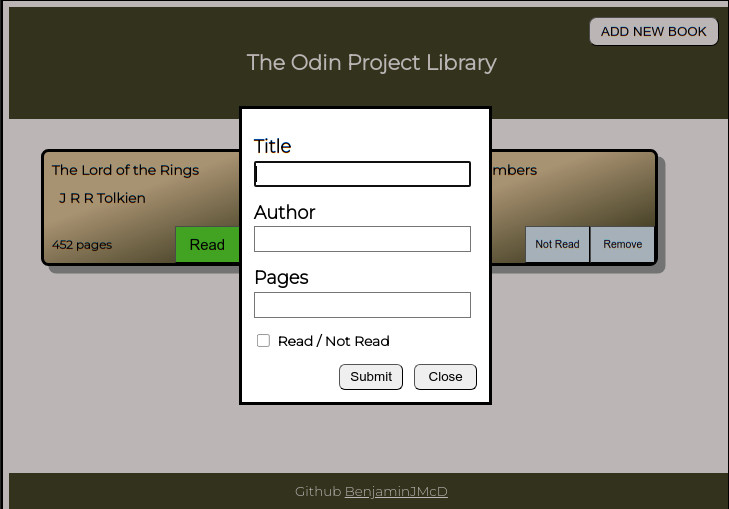 ADD NEW BOOK
The Odin Project Library
Title
The Lord of the Rings
mbers
J R R Tolkien
Author
452 pages
Read
Not Read
Remove
Pages
Read / Not Read
Submit
Close
Github BenjaminJMcD